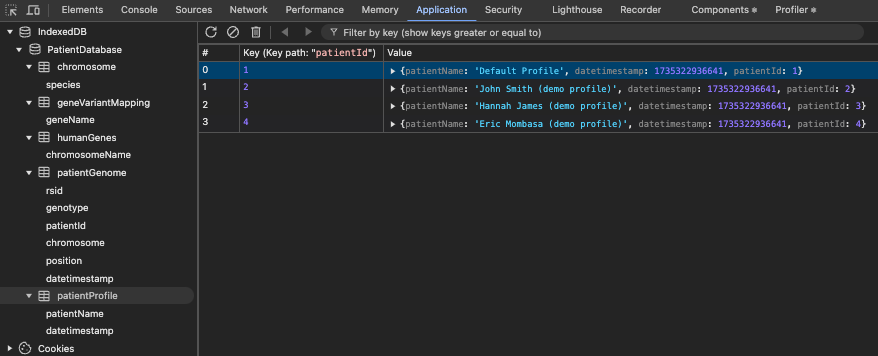 Elements Console Sources Network Performance Memory Application Security Lighthouse Recorder Components Profiler
IndexedDB
PatientDatabase
chromosome
species
geneVariantMapping
geneName
humanGenes
chromosomeName
patientGenome
rsid
genotype
patientId
chromosome
position
datetimestamp
patientProfile
patientName
datetimestamp
Cookies
Filter by key (show keys greater or equal to)
# Key (Key path: "patientId") Value
0 1 {patientName: 'Default Profile', datetimestamp: 1735322936641, patientId: 1}
1 2 {patientName: 'John Smith (demo profile)', datetimestamp: 1735322936641, patientId: 2}
2 3 {patientName: 'Hannah James (demo profile)', datetimestamp: 1735322936641, patientId: 3}
3 4 {patientName: 'Eric Mombasa (demo profile)', datetimestamp: 1735322936641, patientId: 4}